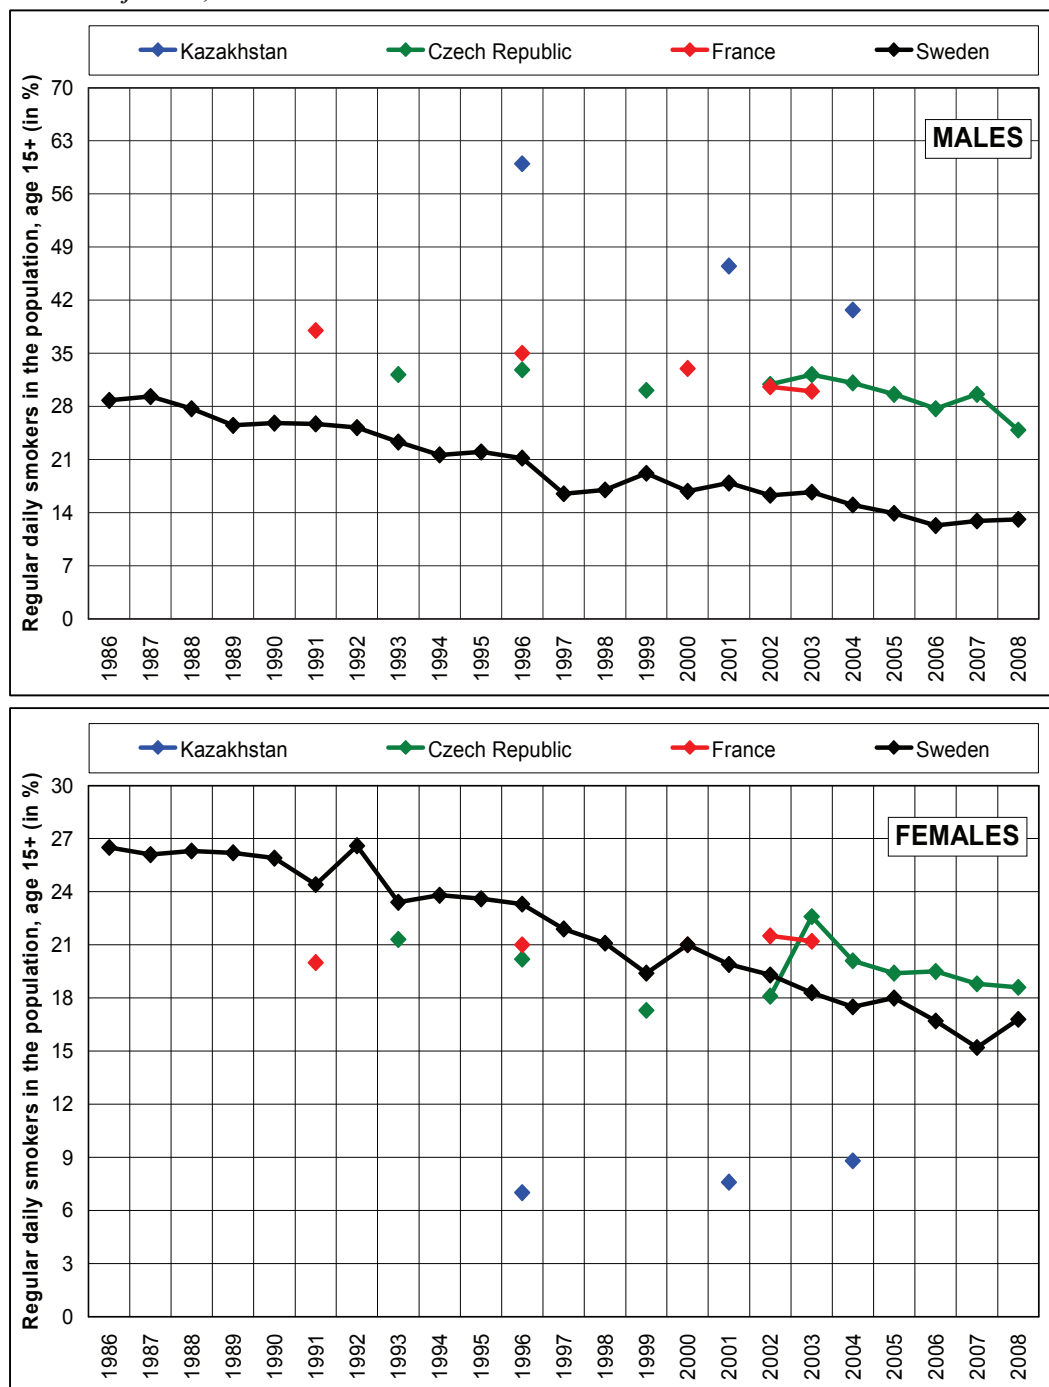 Kazakhstan Czech Republic France Sweden
MALES
Regular daily smokers in the population, age 15+ (in %)
70
63
56
49
42
35
28
21
14
7
0
1986 1987 1988 1989 1990 1991 1992 1993 1994 1995 1996 1997 1998 1999 2000 2001 2002 2003 2004 2005 2006 2007 2008
Kazakhstan Czech Republic France Sweden
FEMALES
Regular daily smokers in the population, age 15+ (in %)
30
27
24
21
18
15
12
9
6
3
0
1986 1987 1988 1989 1990 1991 1992 1993 1994 1995 1996 1997 1998 1999 2000 2001 2002 2003 2004 2005 2006 2007 2008